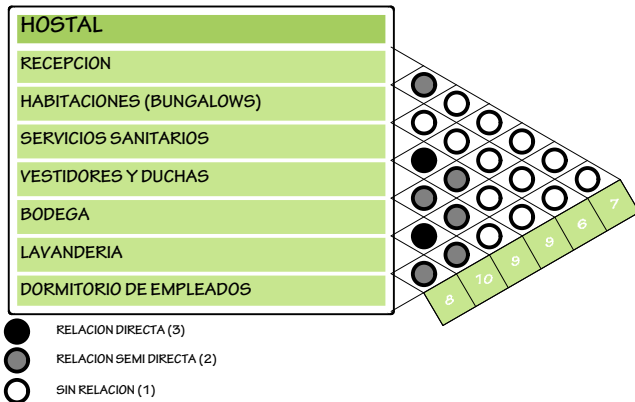 HOSTAL
RECEPCION
HABITACIONES (BUNGALOWS)
SERVICIOS SANITARIOS
VESTIDORES Y DUCHAS
BODEGA
LAVANDERIA
DORMITORIO DE EMPLEADOS
8 10 9 9 6 7
RELACION DIRECTA (3)
RELACION SEMI DIRECTA (2)
SIN RELACION (1)